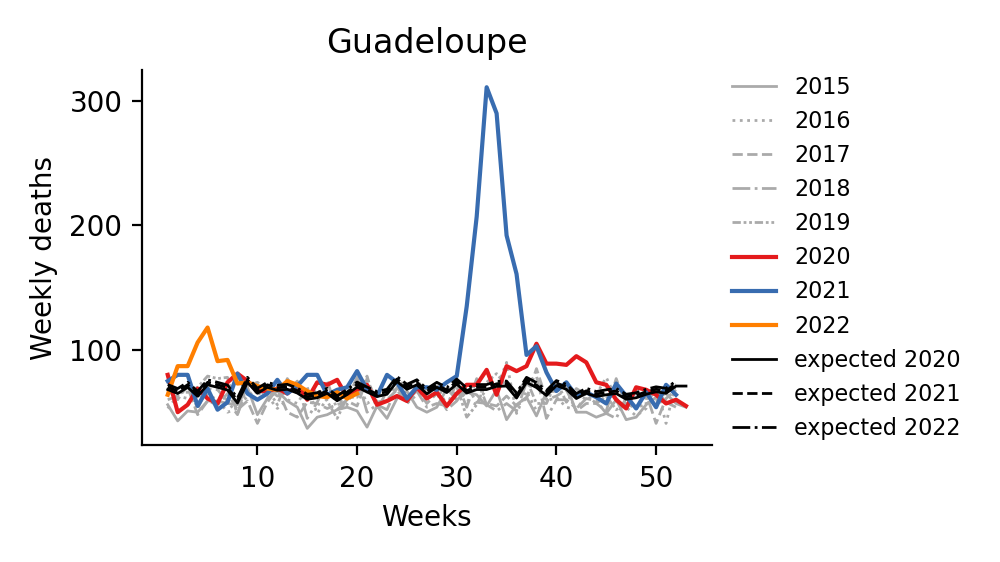 Guadeloupe
Weekly deaths
300
200
100
10 20 30 40 50
Weeks
2015
2016
2017
2018
2019
2020
2021
2022
expected 2020
expected 2021
expected 2022